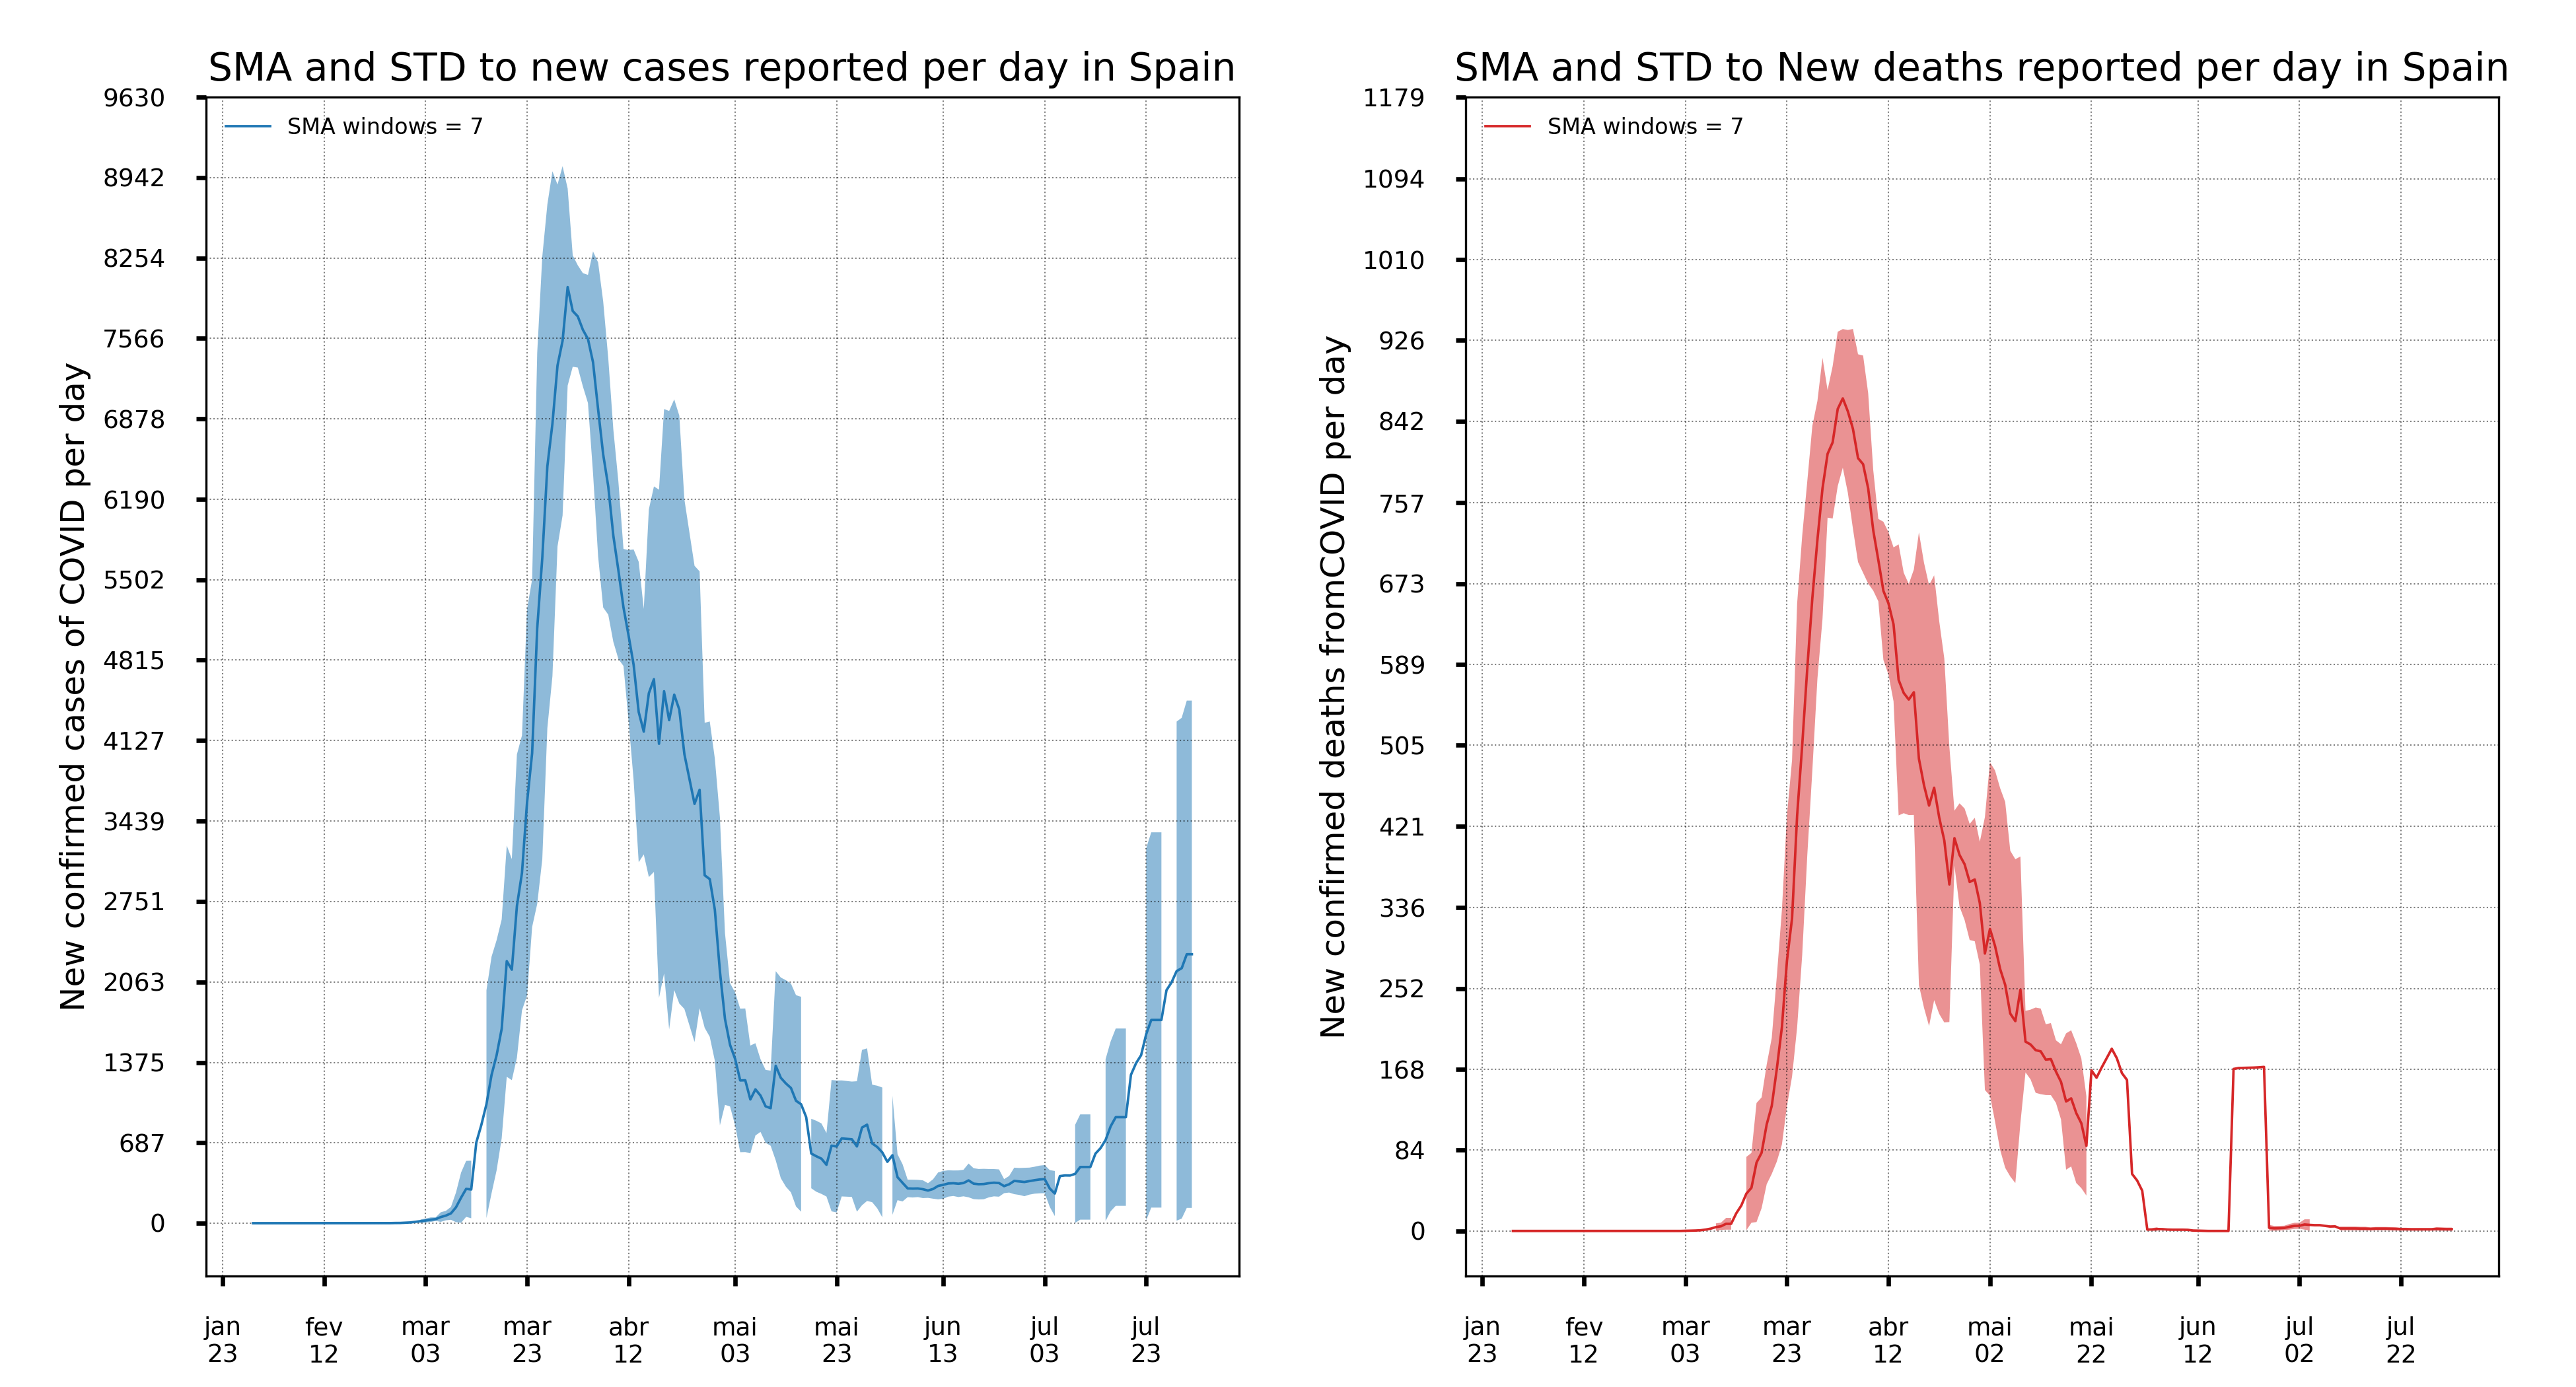 SMA and STD to new cases reported per day in Spain
SMA windows = 7
New confirmed cases of COVID per day
9630
8942
8254
7566
6878
6190
5502
4815
4127
3439
2751
2063
1375
687
0
jan 23
fev 12
mar 03
mar 23
abr 12
mai 03
mai 23
jun 13
jul 03
jul 23
SMA and STD to New deaths reported per day in Spain
SMA windows = 7
New confirmed deaths fromCOVID per day
1179
1094
1010
926
842
757
673
589
505
421
336
252
168
84
0
jan 23
fev 12
mar 03
mar 23
abr 12
mai 02
mai 22
jun 12
jul 02
jul 22